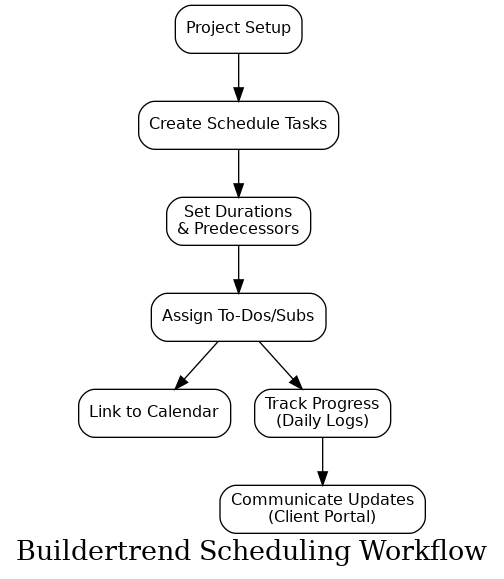 Project Setup
Create Schedule Tasks
Set Durations
& Predecessors
Assign To-Dos/Subs
Link to Calendar
Track Progress
(Daily Logs)
Communicate Updates
(Client Portal)
Buildertrend Scheduling Workflow